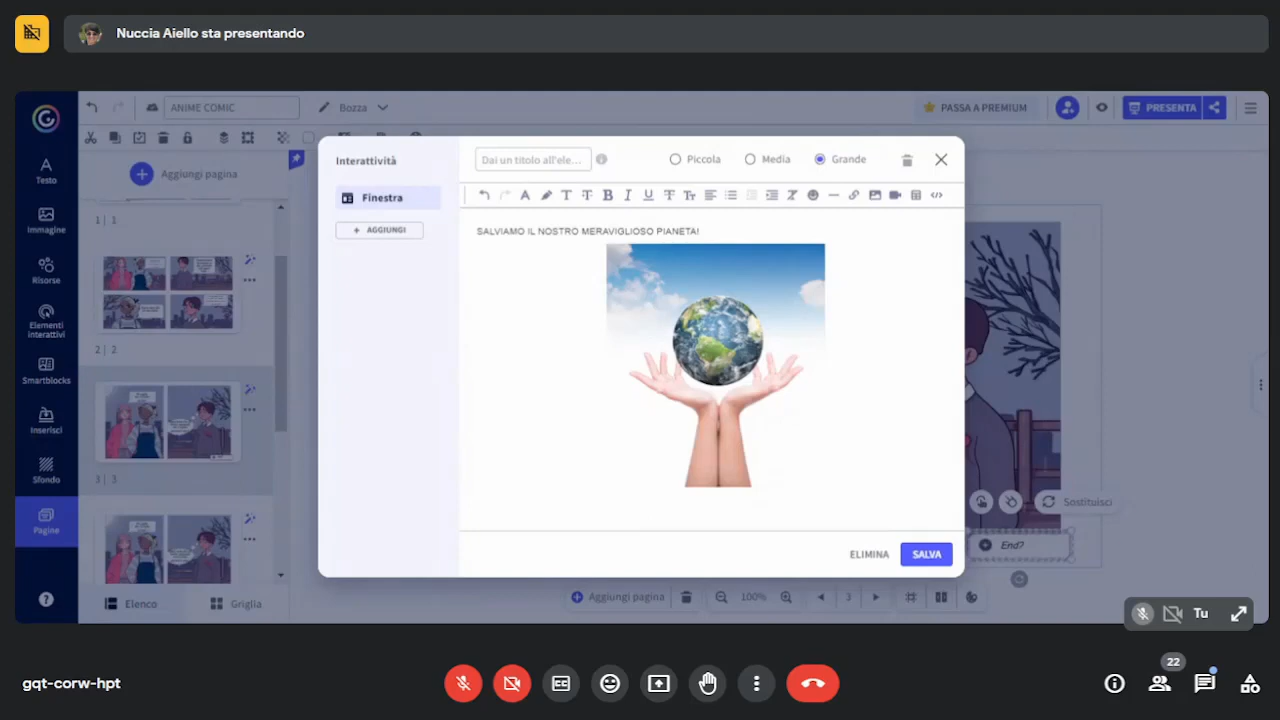 Nuccia Aiello sta presentando
ANIME COMIC
Bozza
PASSA A PREMIUM
PRESENTA
Testo
Immagine
Risorse
Elementi
interattivi
Smartblocks
Inserisci
Sfondo
Pagine
Aggiungi pagina
1 | 1
2 | 2
3 | 3
Elenco
Griglia
Interattività
Finestra
+ AGGIUNGI
Dai un titolo all'ele...
Piccola
Media
Grande
SALVIAMO IL NOSTRO MERAVIGLIOSO PIANETA!
ELIMINA
SALVA
Sostituisci
End?
Aggiungi pagina
100%
3
Tu
gqt-corw-hpt
22